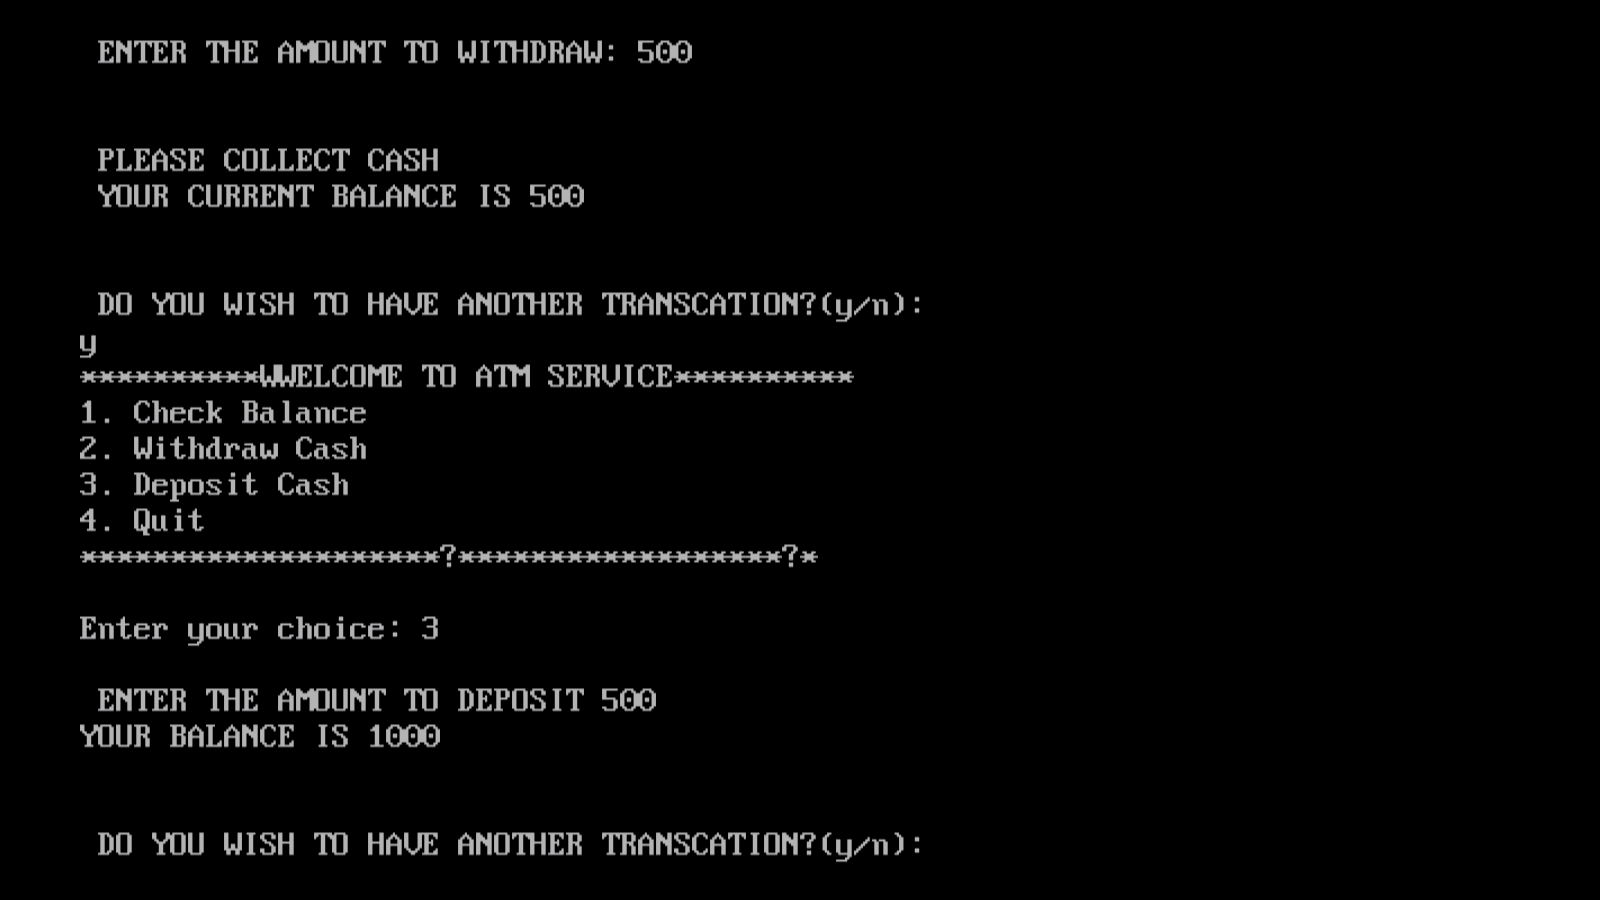 ENTER THE AMOUNT TO WITHDRAW: 500
PLEASE COLLECT CASH
YOUR CURRENT BALANCE IS 500
DO YOU WISH TO HAVE ANOTHER TRANSCATION?(y/n):
y
**********WWELCOME TO ATM SERVICE**********
1. Check Balance
2. Withdraw Cash
3. Deposit Cash
4. Quit
********************?******************?*
Enter your choice: 3
ENTER THE AMOUNT TO DEPOSIT 500
YOUR BALANCE IS 1000
DO YOU WISH TO HAVE ANOTHER TRANSCATION?(y/n):